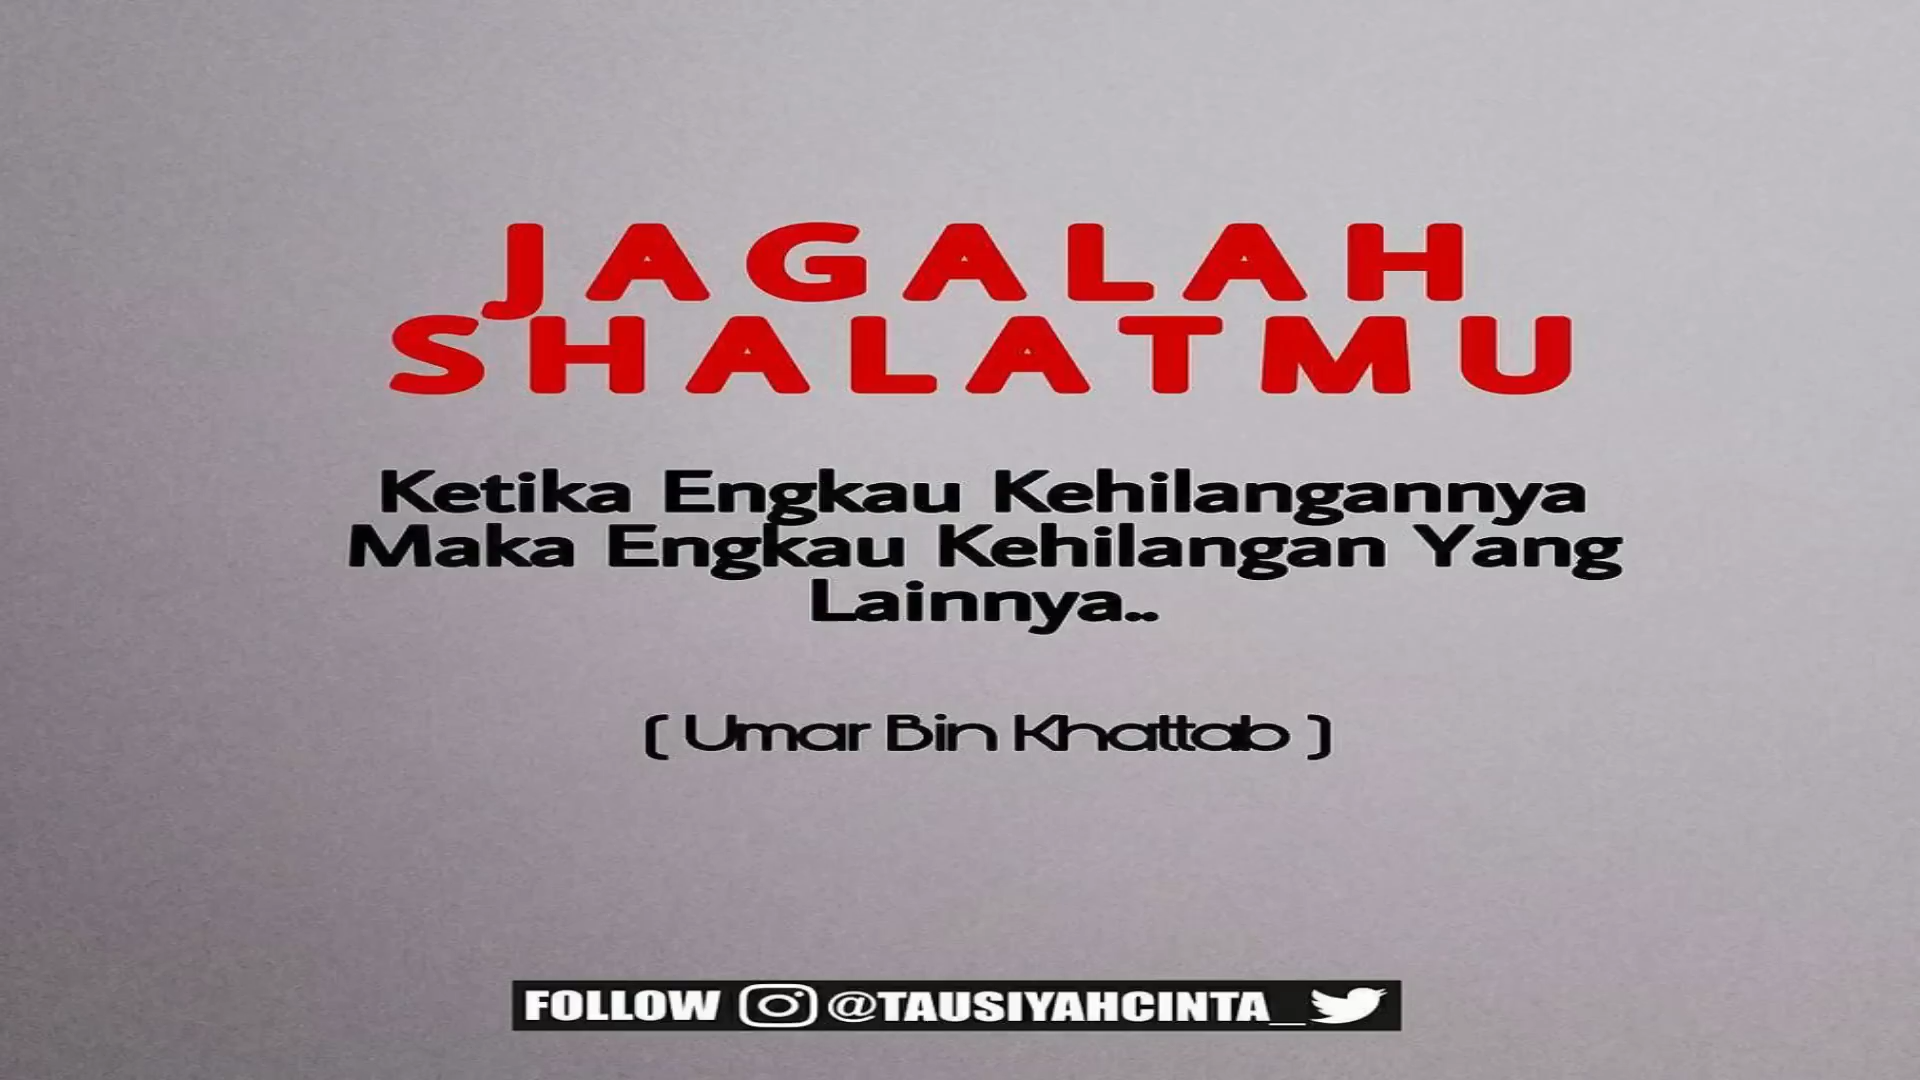 JAGALAH
SHALATMU
Ketika Engkau Kehilangannya
Maka Engkau Kehilangan Yang
Lainnya..
( Umar Bin Khattab )
FOLLOW @TAUSIYAHCINTA_